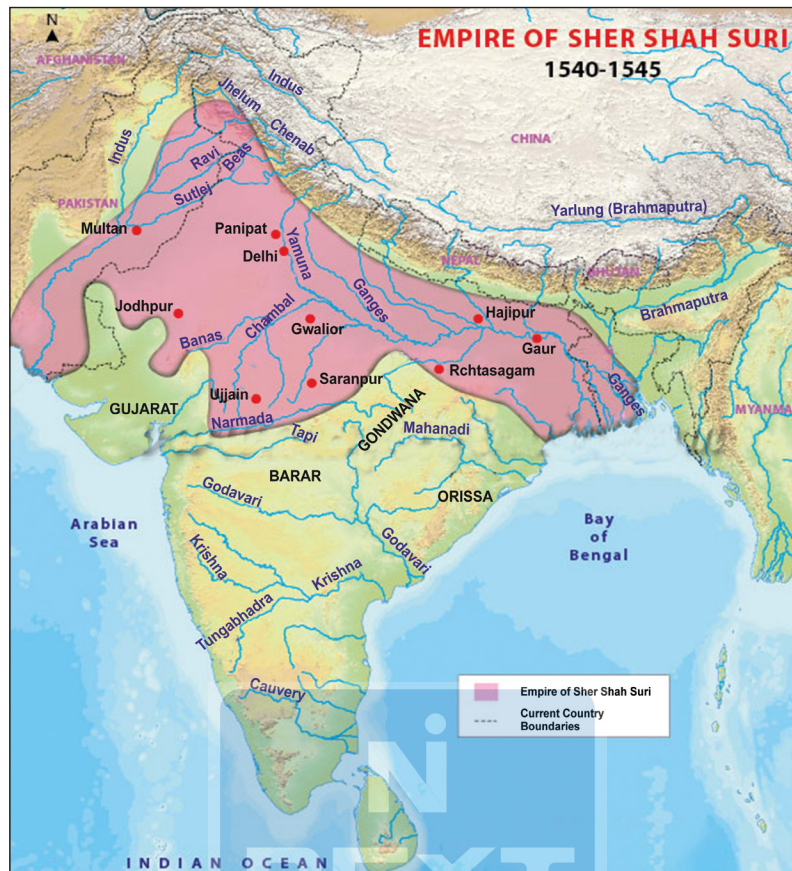 N
EMPIRE OF SHER SHAH SURI
1540-1545
AFGHANISTAN
Indus
Jhelum
Chenab
CHINA
Indus
Ravi
Beas
Sutlej
PAKISTAN
Multan
Panipat
Delhi
Yamuna
Yarlung (Brahmaputra)
NEPAL
BHUTAN
Ganges
Brahmaputra
Jodhpur
Chambal
Banas
Gwalior
Hajipur
Gaur
Rchtasagam
Saranpur
Ujjain
Ganges
GUJARAT
Narmada
MYANMA
Tapi
GONDWANA
Mahanadi
BARAR
ORISSA
Godavari
Arabian
Sea
Bay
of
Bengal
Godavari
Krishna
Krishna
Tungabhadra
Cauvery
Empire of Sher Shah Suri
Current Country
Boundaries
N
INDIAN OCEAN
PEXT